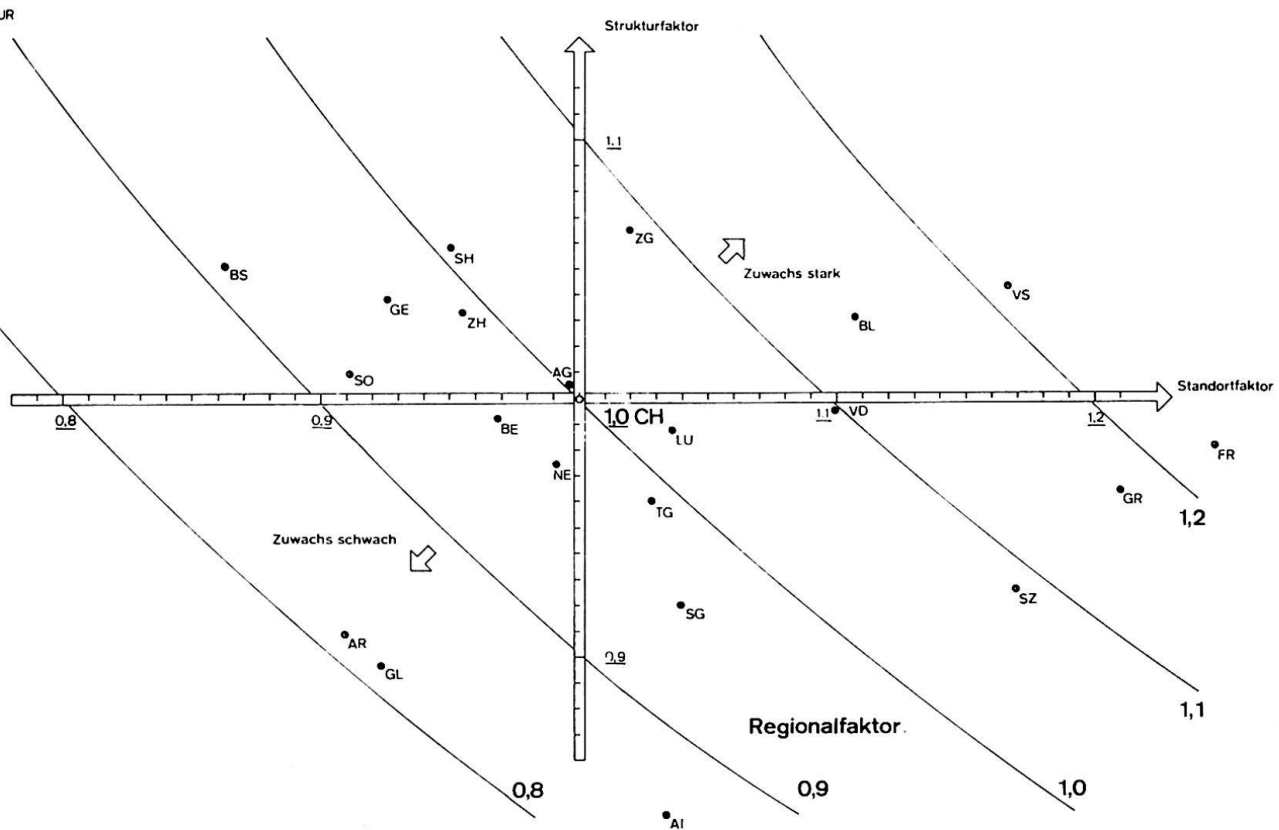 UR
Strukturfaktor
1.1
ZG
SH
BS
Zuwachs stark
VS
GE
ZH
BL
AG
SO
Standortfaktor
0,8
0,9
1,0 CH
1.1
VD
1.2
BE
LU
FR
NE
GR
TG
1,2
Zuwachs schwach
SZ
SG
AR
0,9
GL
1,1
Regionalfaktor.
0,8
0,9
1,0
AI